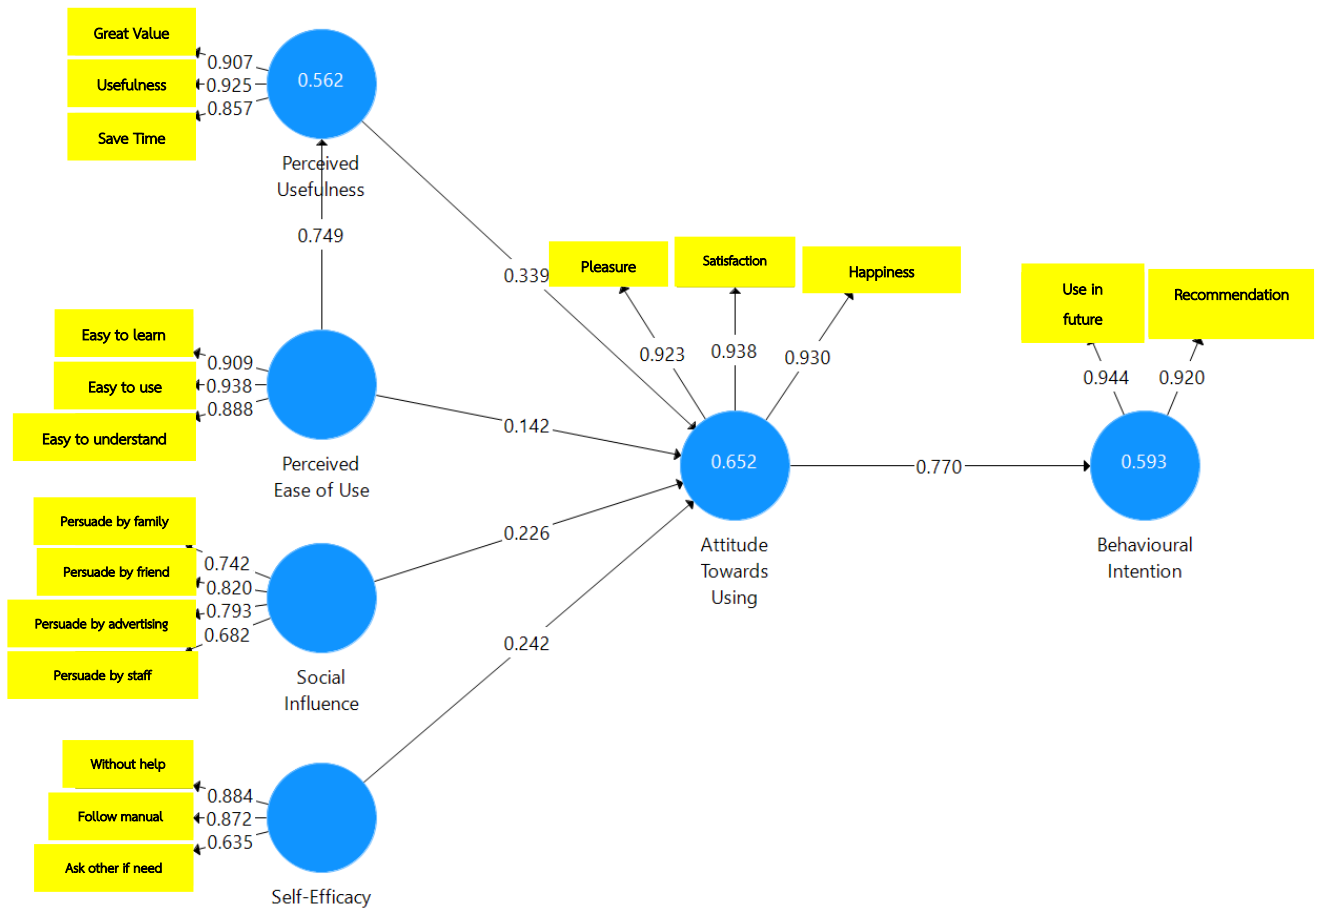 Great Value
0.907
Usefulness
0.925
0.857
Save Time
0.562
Perceived
Usefulness
0.749
0.339
Pleasure
Satisfaction
Happiness
0.923
0.938
0.930
Use in
future
Recommendation
0.944
0.920
Easy to learn
0.909
Easy to use
0.938
0.888
Easy to understand
Perceived
Ease of Use
0.142
0.652
Attitude
Towards
Using
0.770
0.593
Behavioural
Intention
Persuade by family
0.742
Persuade by friend
0.820
Persuade by advertising
0.793
0.682
Persuade by staff
Social
Influence
0.226
0.242
Without help
0.884
Follow manual
0.872
0.635
Ask other if need
Self-Efficacy